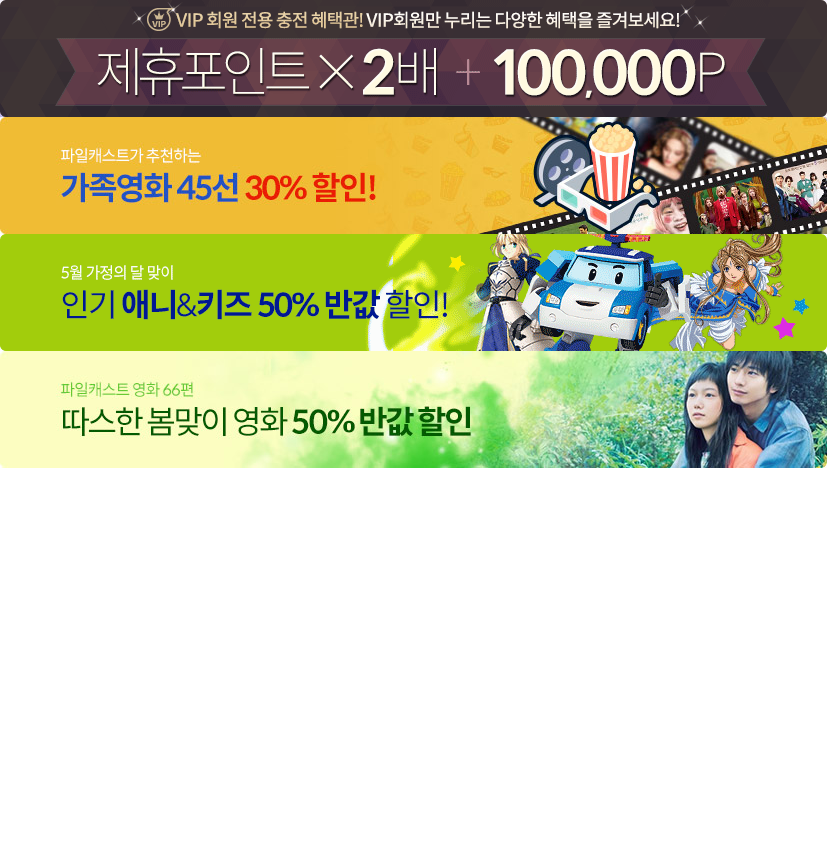 VIP
VIP 회원 전용 충전 혜택관! VIP회원만 누리는 다양한 혜택을 즐겨보세요!
제휴포인트×2배 + 100,000P
파일캐스트가 추천하는
가족영화 45선 30% 할인!
5월 가정의 달 맞이
인기 애니&키즈 50% 반값 할인!
파일캐스트 영화 66편
따스한 봄맞이 영화 50% 반값 할인